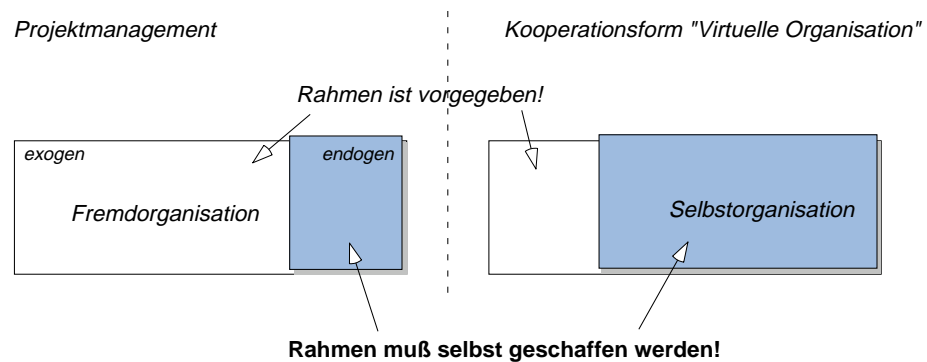 Projektmanagement
Kooperationsform "Virtuelle Organisation"
Rahmen ist vorgegeben!
exogen
endogen
Fremdorganisation
Selbstorganisation
Rahmen muß selbst geschaffen werden!